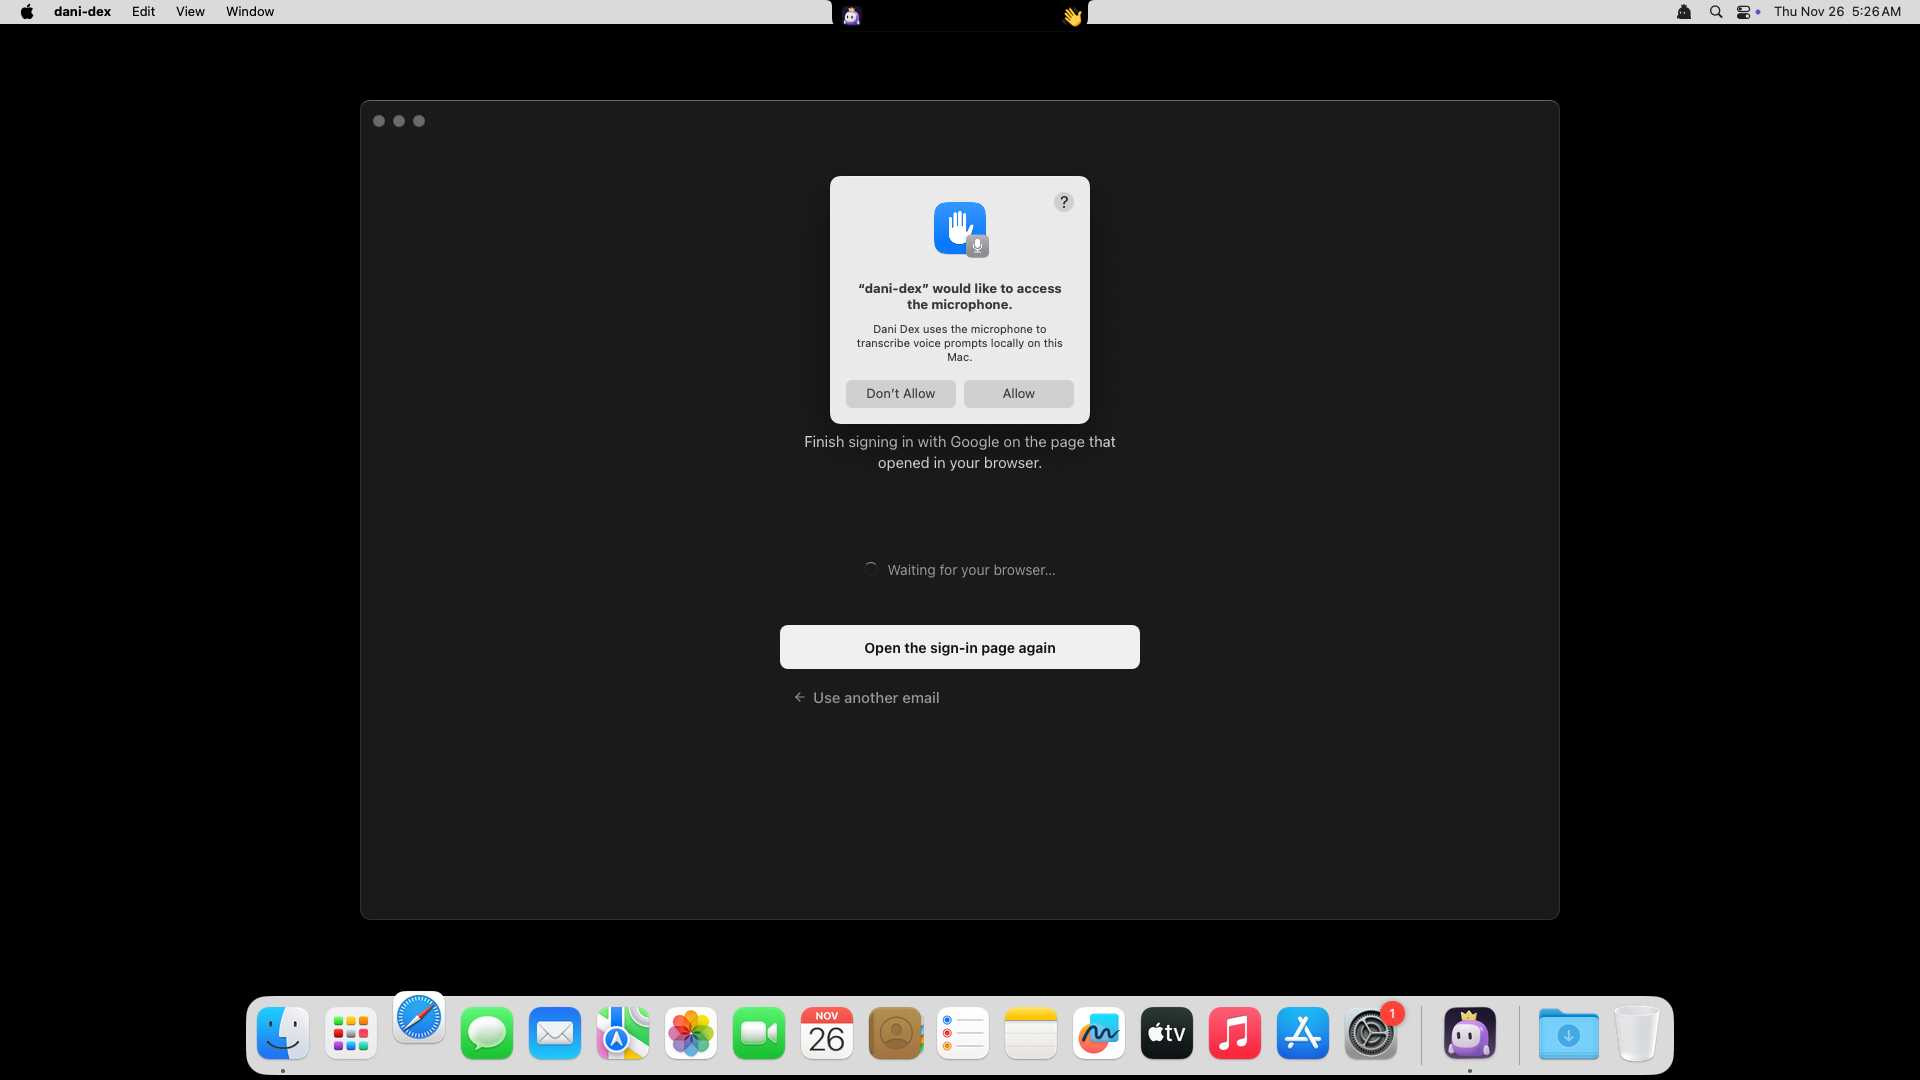 dani-dex Edit View Window Thu Nov 26 5:26 AM
?
“dani-dex” would like to access
the microphone.
Dani Dex uses the microphone to
transcribe voice prompts locally on this
Mac.
Don’t Allow Allow
Finish signing in with Google on the page that
opened in your browser.
Waiting for your browser...
Open the sign-in page again
← Use another email
NOV
26
tv
1